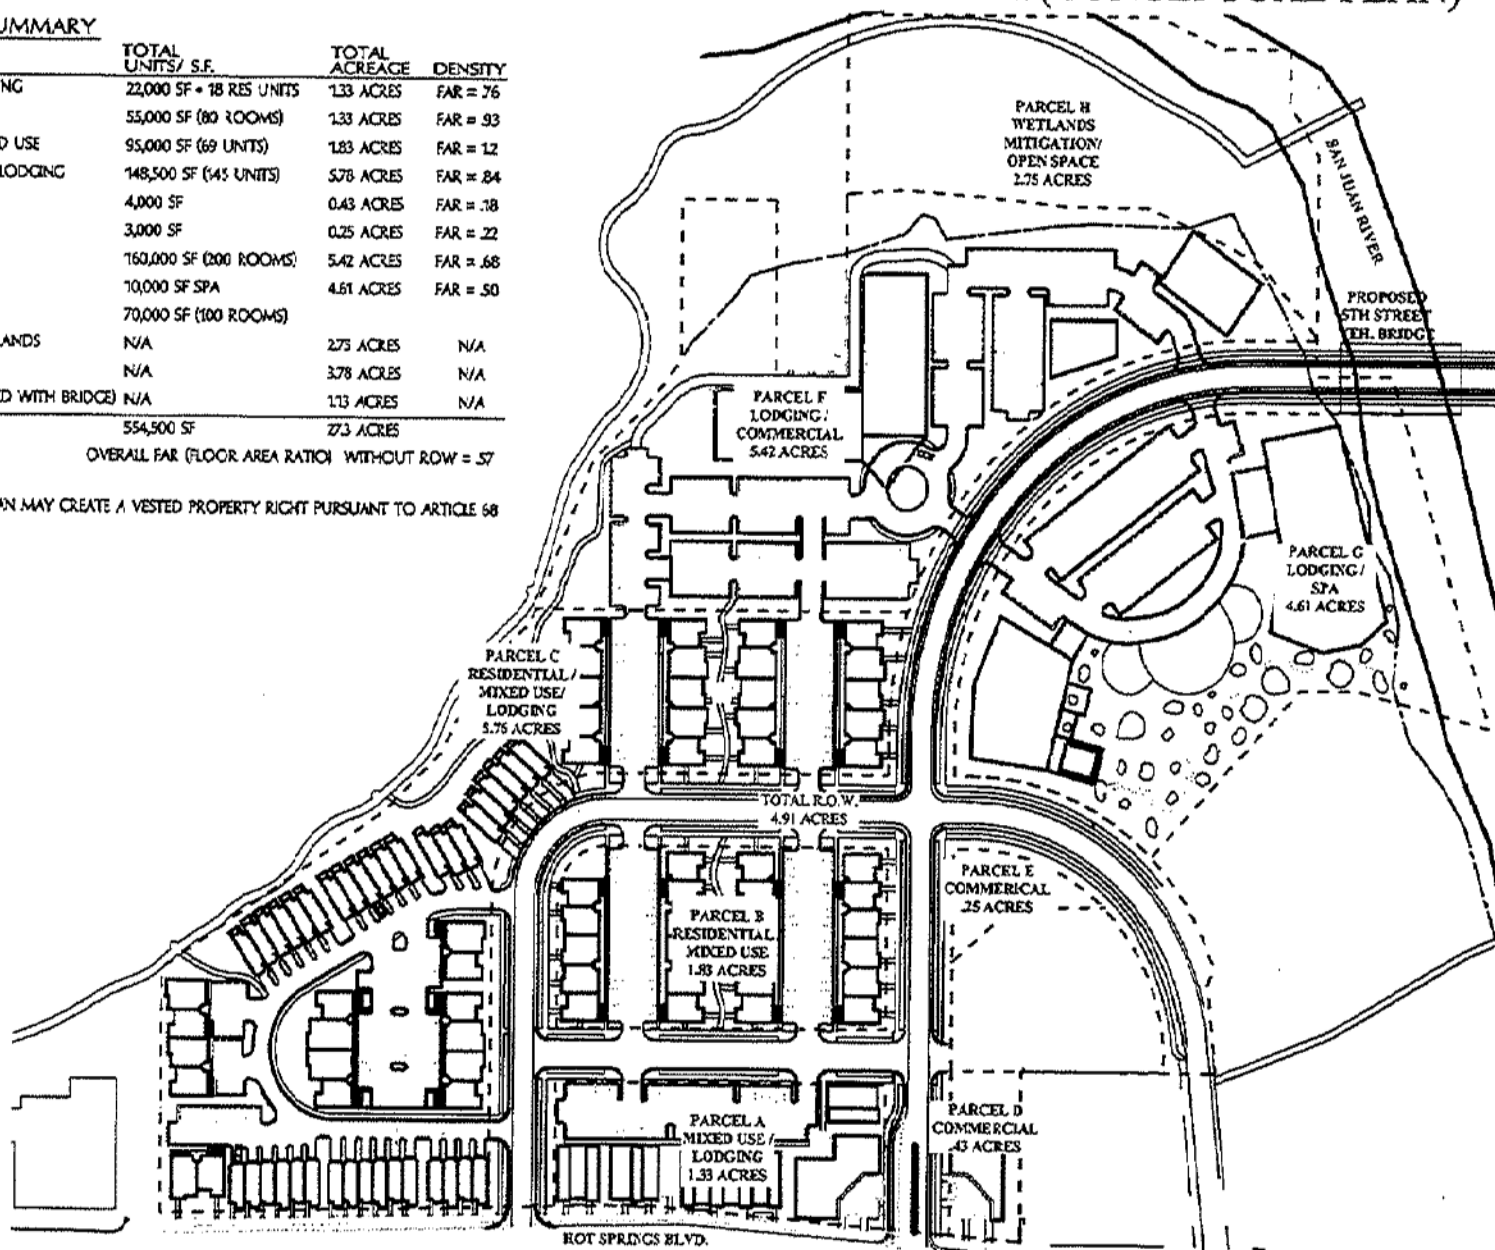 UMMARY
TOTAL UNITS/ S.F. TOTAL ACREAGE DENSITY
NG 22,000 SF + 18 RES UNITS 1.33 ACRES FAR = .76
55,000 SF (80 ROOMS) 1.33 ACRES FAR = .93
D USE 95,000 SF (69 UNITS) 1.83 ACRES FAR = 1.2
LODGING 148,500 SF (145 UNITS) 5.78 ACRES FAR = .84
4,000 SF 0.43 ACRES FAR = .18
3,000 SF 0.25 ACRES FAR = .22
160,000 SF (200 ROOMS) 5.42 ACRES FAR = .68
10,000 SF SPA 4.61 ACRES FAR = .50
70,000 SF (100 ROOMS)
ANDS N/A 2.75 ACRES N/A
N/A 3.78 ACRES N/A
D WITH BRIDGE) N/A 1.13 ACRES N/A
554,500 SF 27.3 ACRES
OVERALL FAR (FLOOR AREA RATIO) WITHOUT ROW = .57
AN MAY CREATE A VESTED PROPERTY RIGHT PURSUANT TO ARTICLE 68
PARCEL H
WETLANDS
MITIGATION/
OPEN SPACE
2.75 ACRES
SAN JUAN RIVER
PROPOSED
5TH STREET
VEH. BRIDGE
PARCEL F
LODGING /
COMMERCIAL
5.42 ACRES
PARCEL G
LODGING /
SPA
4.61 ACRES
PARCEL C
RESIDENTIAL /
MIXED USE/
LODGING
5.76 ACRES
TOTAL R.O.W.
4.91 ACRES
PARCEL E
COMMERICAL
.25 ACRES
PARCEL B
RESIDENTIAL
MIXED USE
1.83 ACRES
PARCEL A
MIXED USE /
LODGING
1.33 ACRES
PARCEL D
COMMERCIAL
.43 ACRES
HOT SPRINGS BLVD.